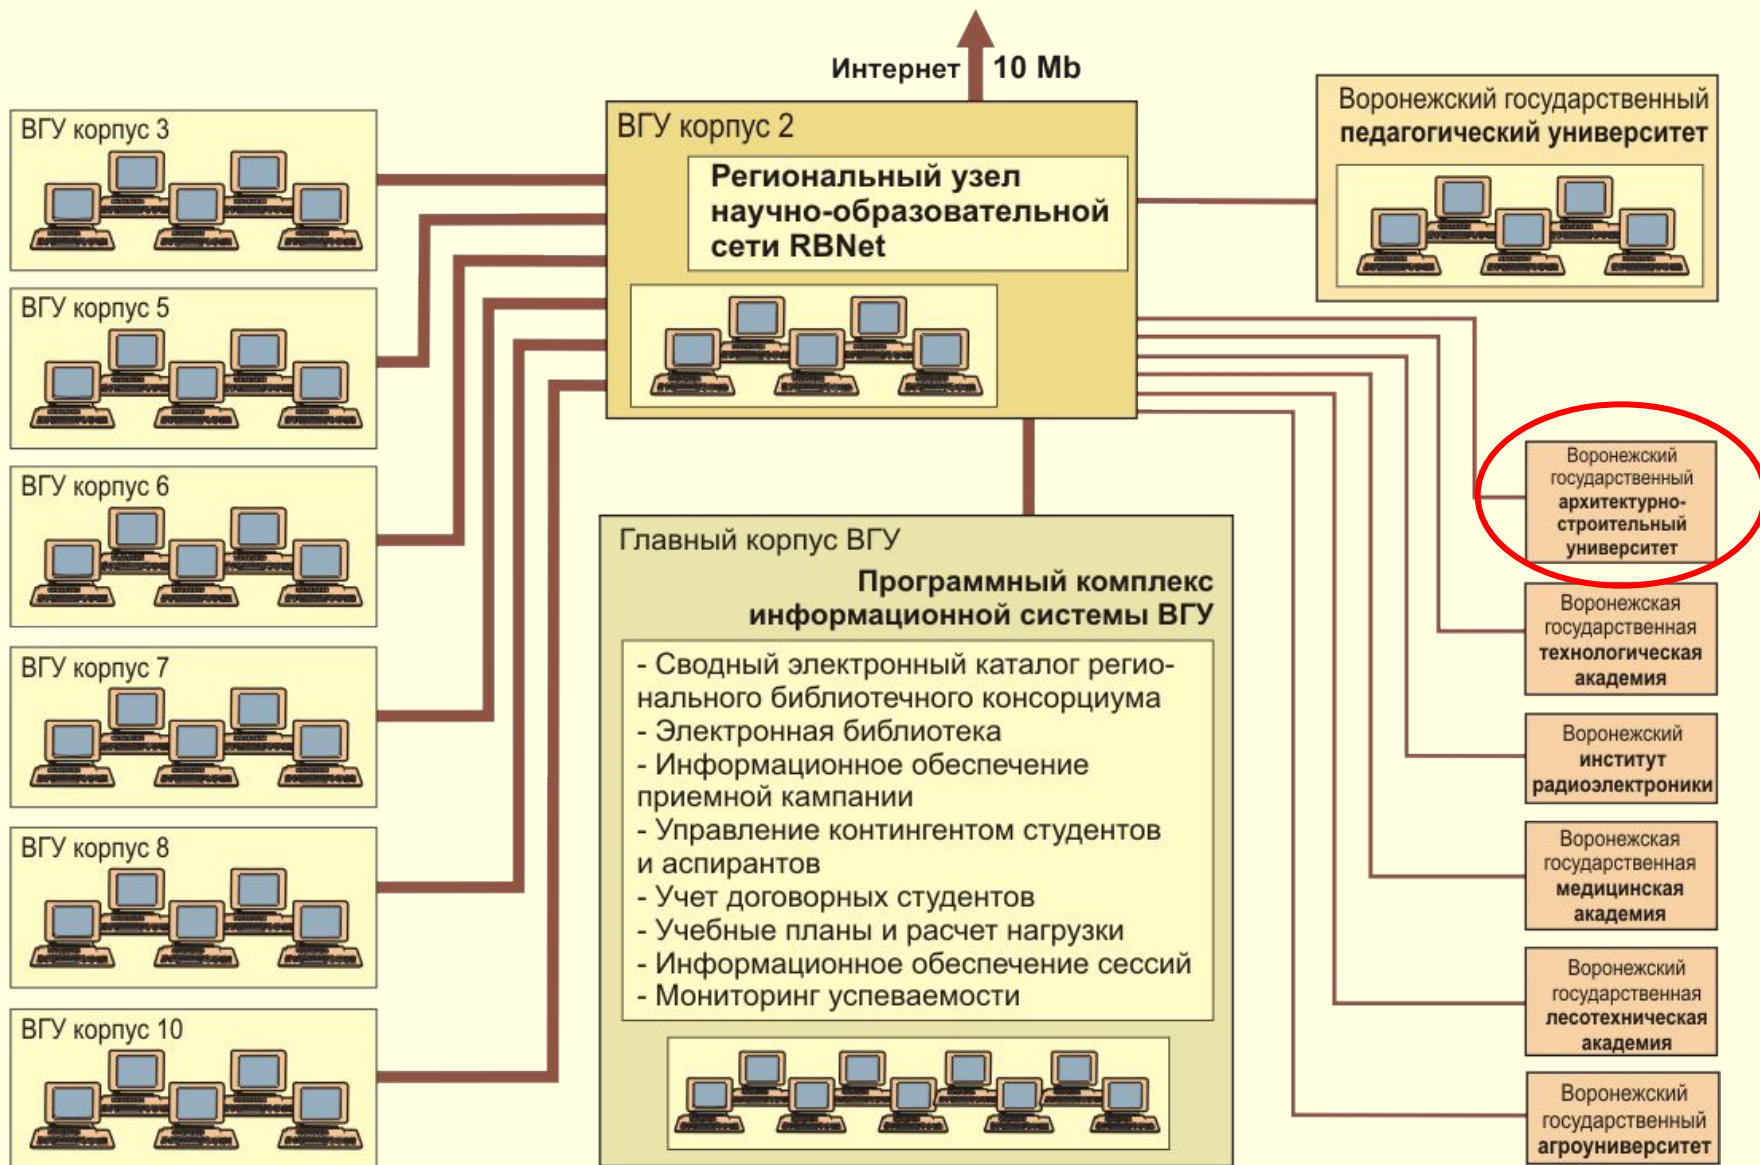 Интернет 10 Mb
ВГУ корпус 3
ВГУ корпус 5
ВГУ корпус 6
ВГУ корпус 7
ВГУ корпус 8
ВГУ корпус 10
ВГУ корпус 2
Региональный узел
научно-образовательной
сети RBNet
Главный корпус ВГУ
Программный комплекс
информационной системы ВГУ
- Сводный электронный каталог регио-
нального библиотечного консорциума
- Электронная библиотека
- Информационное обеспечение
приемной кампании
- Управление контингентом студентов
и аспирантов
- Учет договорных студентов
- Учебные планы и расчет нагрузки
- Информационное обеспечение сессий
- Мониторинг успеваемости
Воронежский государственный
педагогический университет
Воронежский
государственный
архитектурно-
строительный
университет
Воронежская
государственная
технологическая
академия
Воронежский
институт
радиоэлектроники
Воронежская
государственная
медицинская
академия
Воронежский
государственная
лесотехническая
академия
Воронежский
государственный
агроуниверситет